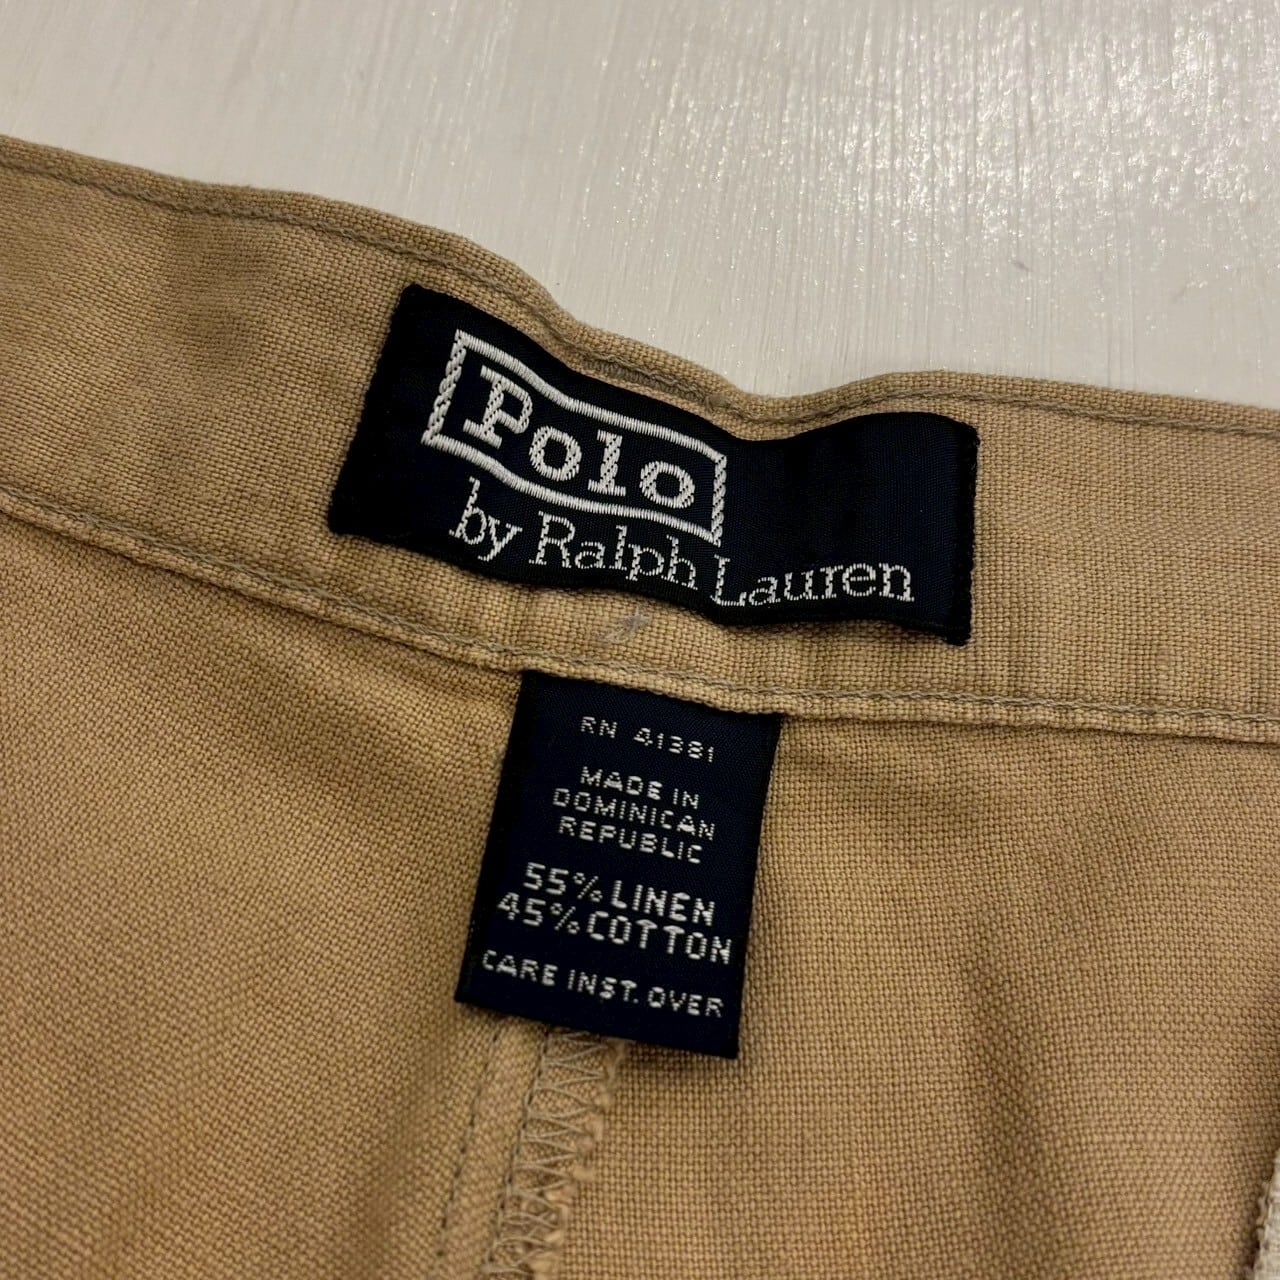 Polo
by Ralph Lauren
RN 41381
MADE IN
DOMINICAN
REPUBLIC
55% LINEN
45% COTTON
CARE INST. OVER